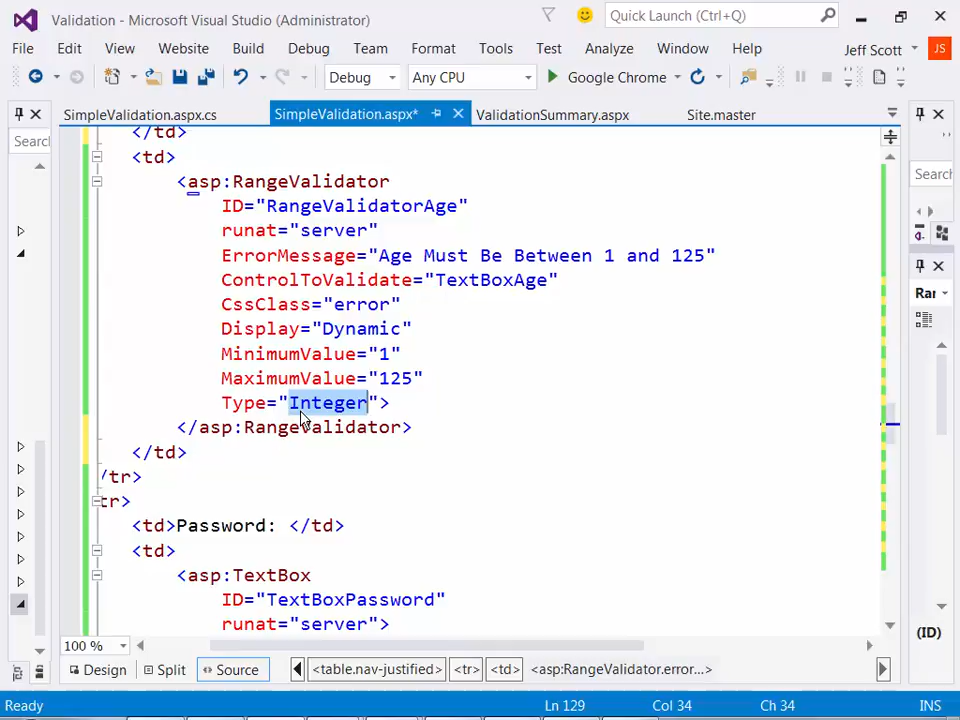 Validation - Microsoft Visual Studio (Administrator)
Quick Launch (Ctrl+Q)
File Edit View Website Build Debug Team Format Tools Test Analyze Window Help Jeff Scott JS
Debug Any CPU Google Chrome
SimpleValidation.aspx.cs SimpleValidation.aspx* ValidationSummary.aspx Site.master
Search
Search
</td>
<td>
<asp:RangeValidator
ID="RangeValidatorAge"
runat="server"
ErrorMessage="Age Must Be Between 1 and 125"
ControlToValidate="TextBoxAge"
CssClass="error"
Display="Dynamic"
MinimumValue="1"
MaximumValue="125"
Type="Integer">
</asp:RangeValidator>
</td>
/tr>
tr>
<td>Password: </td>
<td>
<asp:TextBox
ID="TextBoxPassword"
runat="server">
Rar
(ID)
100 %
Design Split Source <table.nav-justified> <tr> <td> <asp:RangeValidator.error...>
Ready Ln 129 Col 34 Ch 34 INS